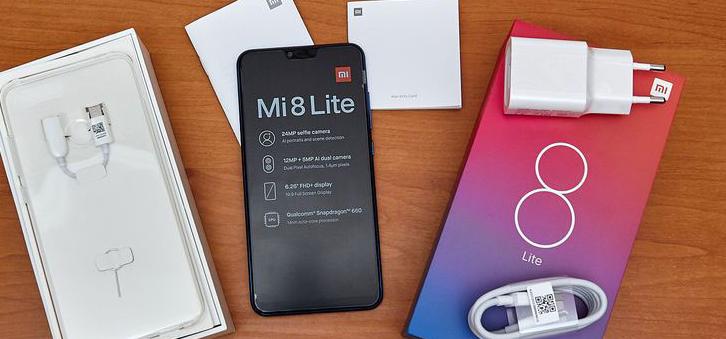 mi
Mi 8 Lite
24MP selfie camera
AI portraits and scene detection
12MP + 5MP AI dual camera
Dual Pixel Autofocus, 1.4μm pixels
6.26" FHD+ display
19:9 Full Screen Display
Qualcomm® Snapdragon™ 660
CPU
14nm octa-core processor
mi
8
Lite